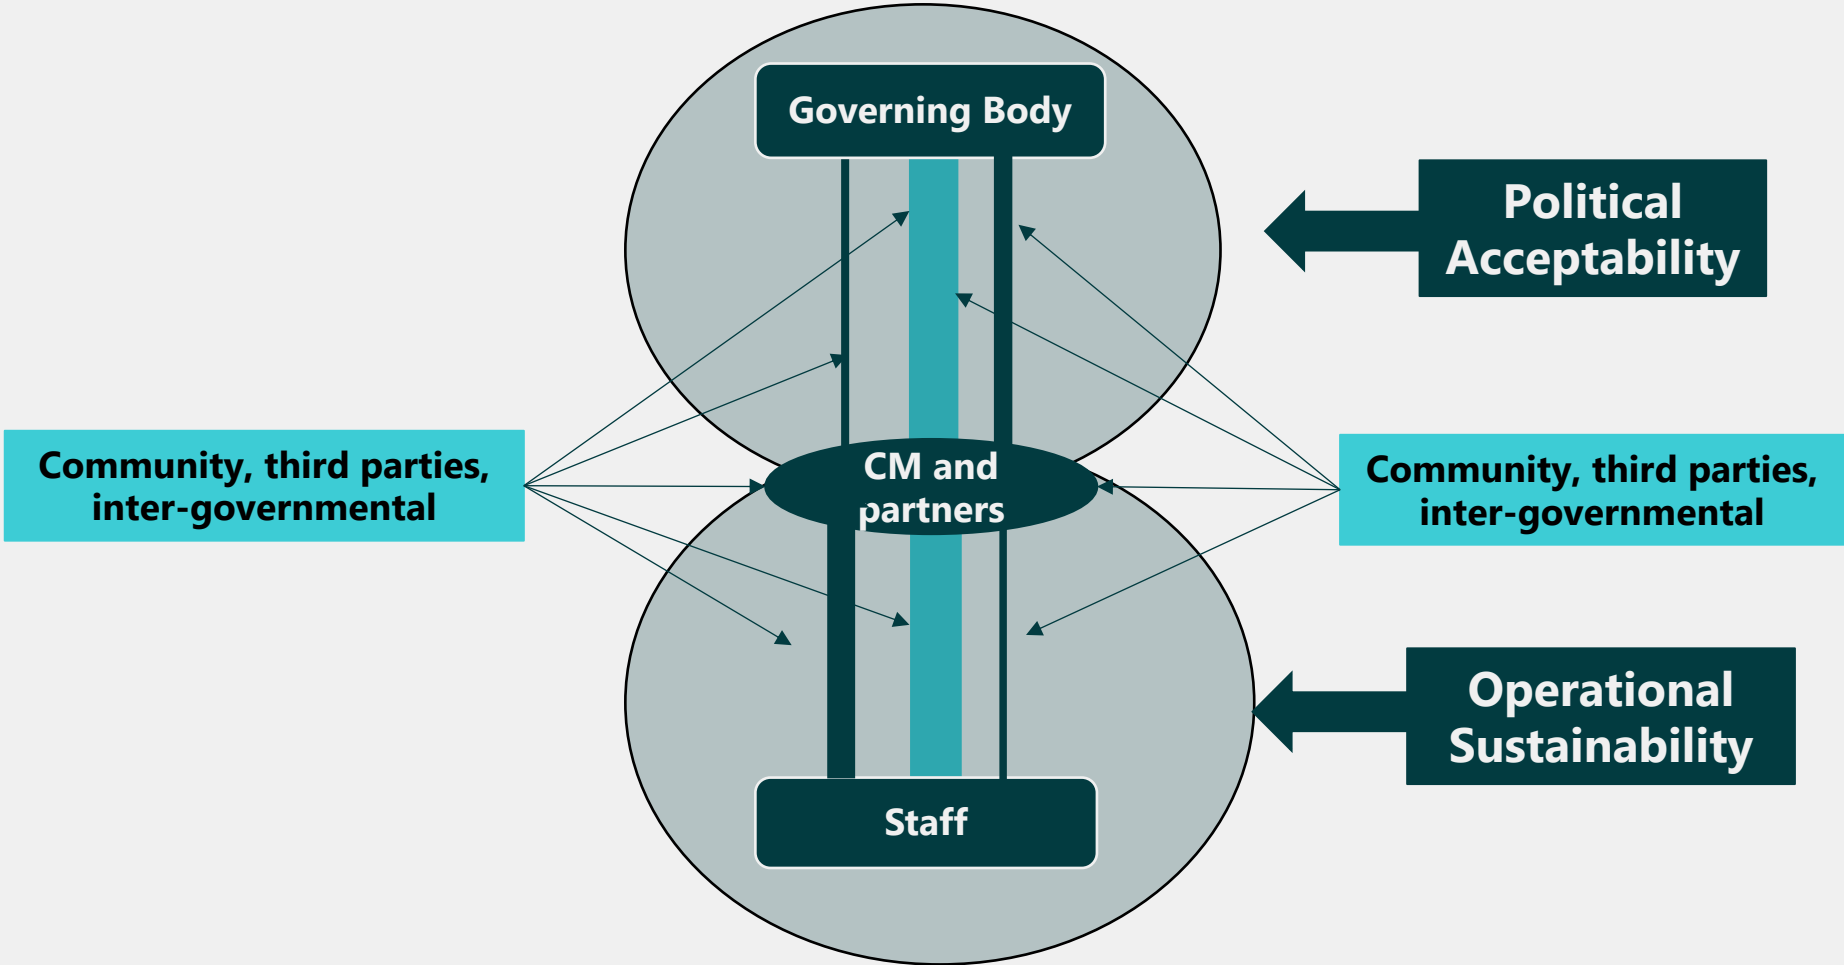 Governing Body
Political
Acceptability
Community, third parties,
inter-governmental
CM and
partners
Community, third parties,
inter-governmental
Operational
Sustainability
Staff